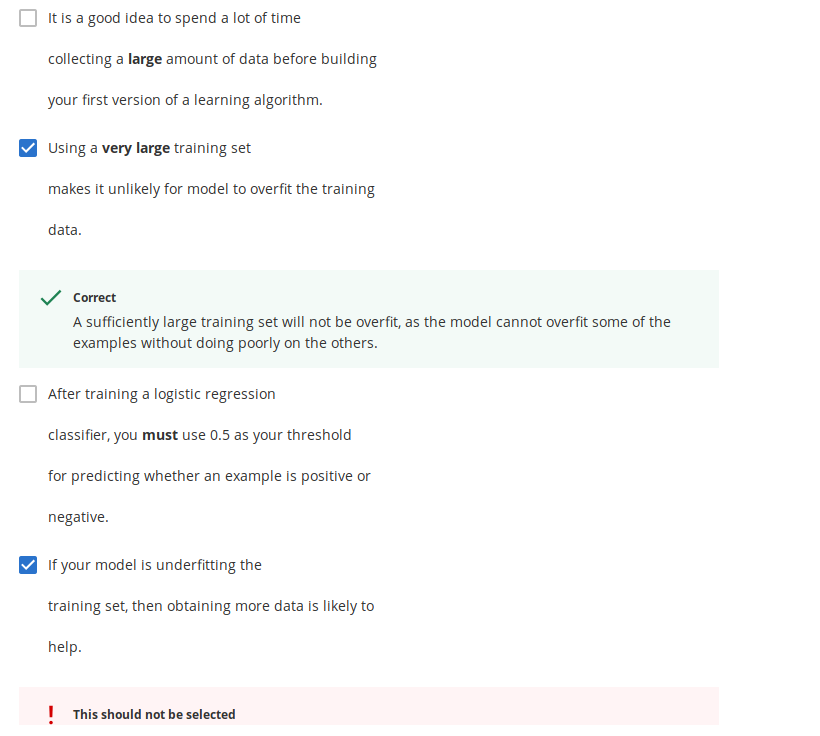 It is a good idea to spend a lot of time
collecting a large amount of data before building
your first version of a learning algorithm.
Using a very large training set
makes it unlikely for model to overfit the training
data.
Correct
A sufficiently large training set will not be overfit, as the model cannot overfit some of the
examples without doing poorly on the others.
After training a logistic regression
classifier, you must use 0.5 as your threshold
for predicting whether an example is positive or
negative.
If your model is underfitting the
training set, then obtaining more data is likely to
help.
This should not be selected